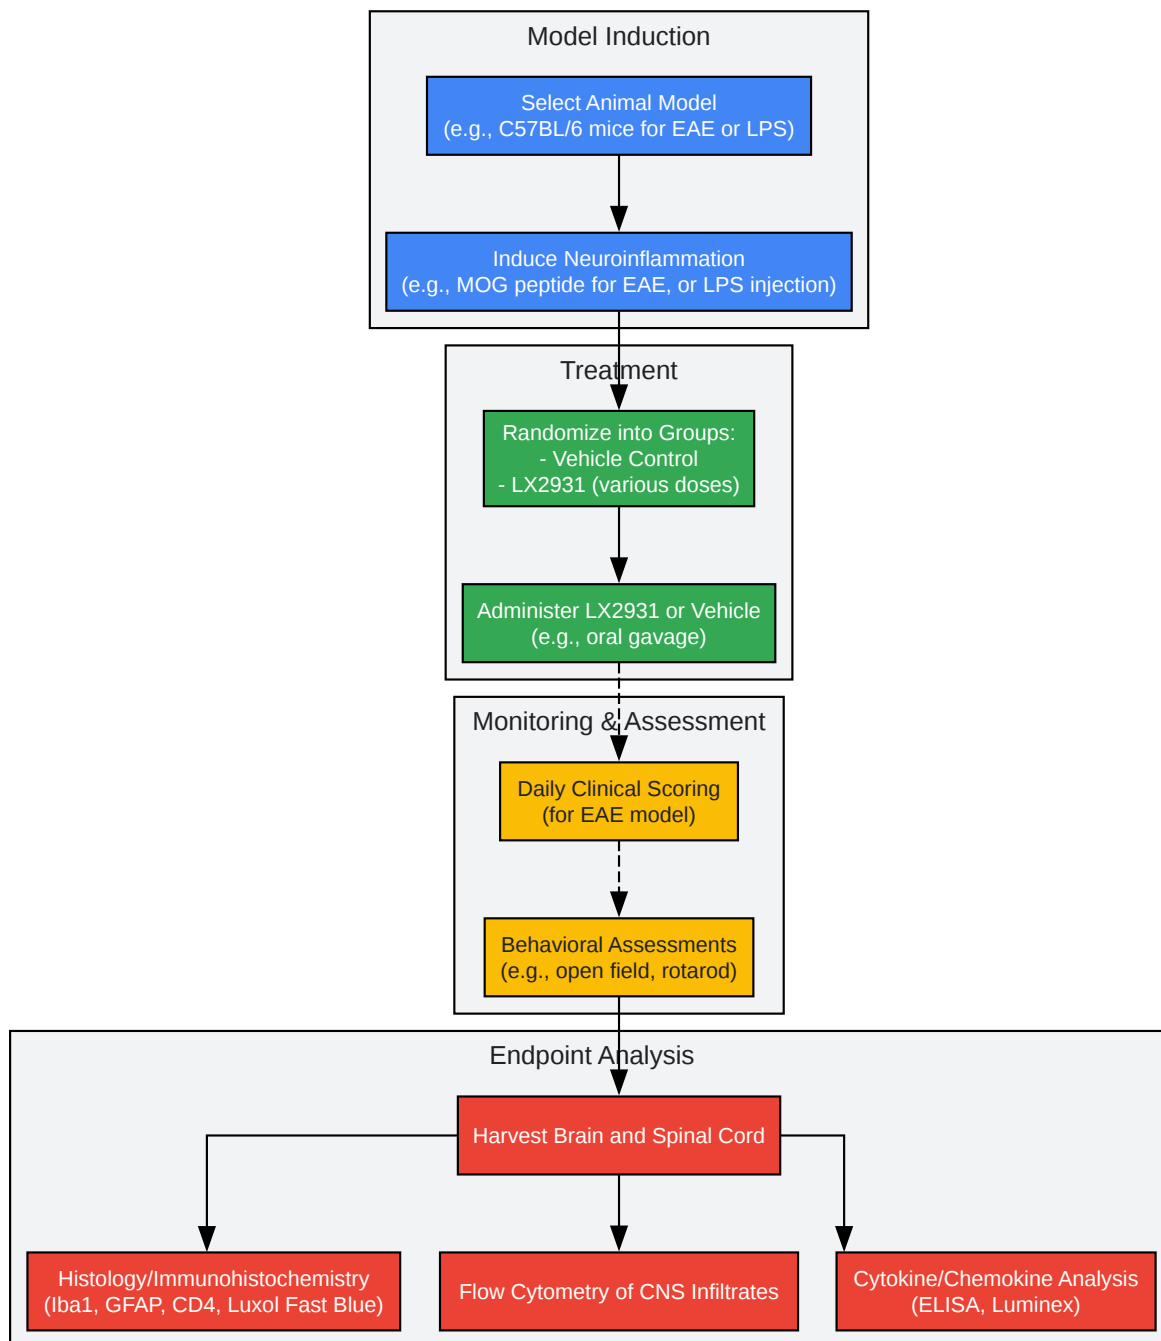 Model Induction
Select Animal Model
(e.g., C57BL/6 mice for EAE or LPS)
Induce Neuroinflammation
(e.g., MOG peptide for EAE, or LPS injection)
Treatment
Randomize into Groups:
- Vehicle Control
- LX2931 (various doses)
Administer LX2931 or Vehicle
(e.g., oral gavage)
Monitoring & Assessment
Daily Clinical Scoring
(for EAE model)
Behavioral Assessments
(e.g., open field, rotarod)
Endpoint Analysis
Harvest Brain and Spinal Cord
Histology/Immunohistochemistry
(Iba1, GFAP, CD4, Luxol Fast Blue)
Flow Cytometry of CNS Infiltrates
Cytokine/Chemokine Analysis
(ELISA, Luminex)